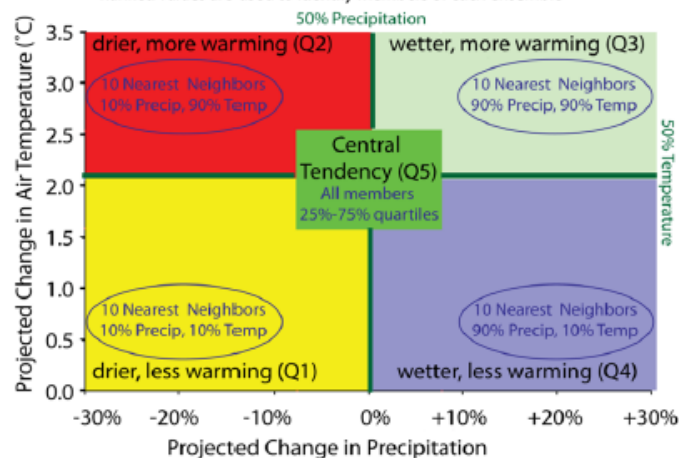 50% Precipitation
3.5
3.0
2.5
2.0
1.5
1.0
0.5
0.0
Projected Change in Air Temperature (˚C)
drier, more warming (Q2)
10 Nearest Neighbors
10% Precip, 90% Temp
wetter, more warming (Q3)
10 Nearest Neighbors
90% Precip, 90% Temp
Central
Tendency (Q5)
All members
25%-75% quartiles
50% Temperature
10 Nearest Neighbors
10% Precip, 10% Temp
drier, less warming (Q1)
10 Nearest Neighbors
90% Precip, 10% Temp
wetter, less warming (Q4)
-30% -20% -10% 0% +10% +20% +30%
Projected Change in Precipitation